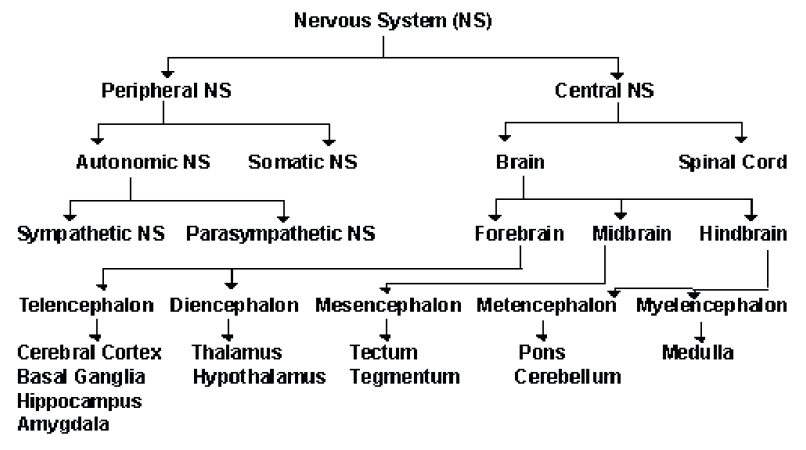 Nervous System (NS)
Peripheral NS Central NS
Autonomic NS Somatic NS Brain Spinal Cord
Sympathetic NS Parasympathetic NS Forebrain Midbrain Hindbrain
Telencephalon Diencephalon Mesencephalon Metencephalon Myelencephalon
Cerebral Cortex Thalamus Tectum Pons Medulla
Basal Ganglia Hypothalamus Tegmentum Cerebellum
Hippocampus
Amygdala